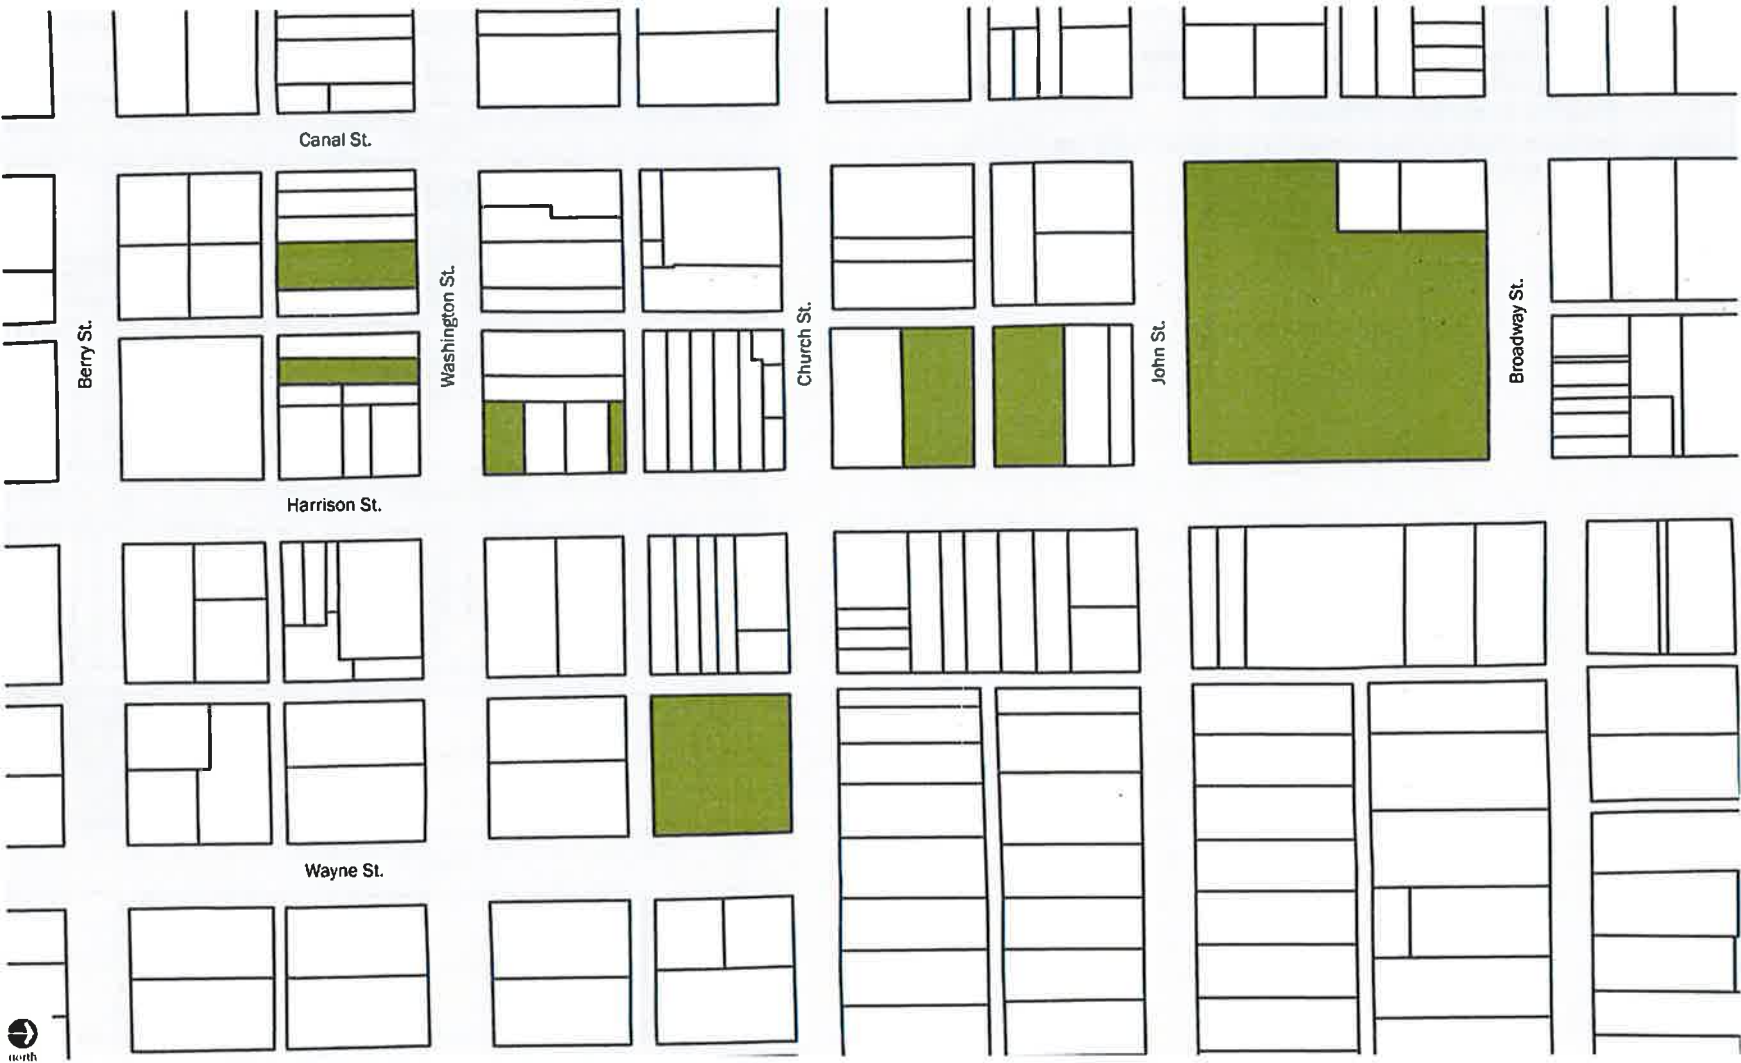 Canal St.
Berry St.
Washington St.
Church St.
John St.
Broadway St.
Harrison St.
Wayne St.
north